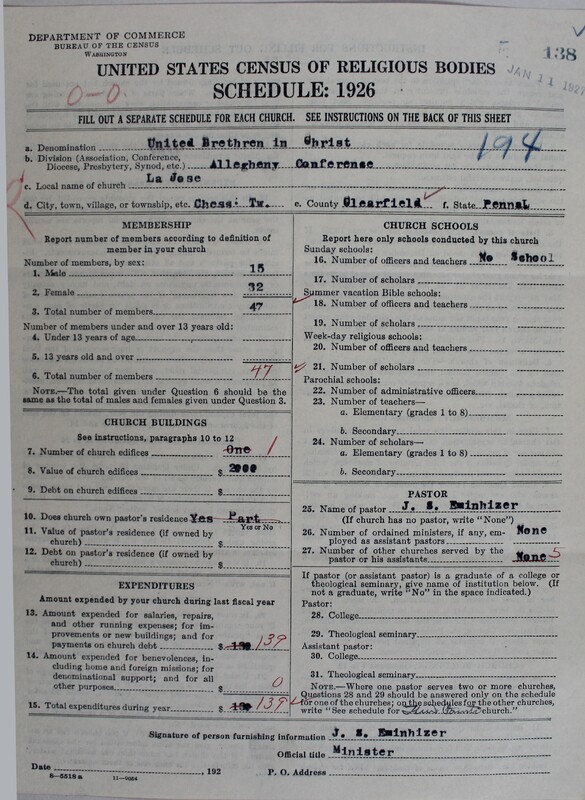 DEPARTMENT OF COMMERCE
BUREAU OF THE CENSUS
WASHINGTON
138
JAN 11 1927
UNITED STATES CENSUS OF RELIGIOUS BODIES
SCHEDULE: 1926
0-0
FILL OUT A SEPARATE SCHEDULE FOR EACH CHURCH. SEE INSTRUCTIONS ON THE BACK OF THIS SHEET
194
a. Denomination United Brethren in Christ
b. Division (Association, Conference, Diocese, Presbytery, Synod, etc.) Allegheny Conference
c. Local name of church La Jose
d. City, town, village, or township, etc. Chess: Tw. e. County Clearfield f. State Penna.
MEMBERSHIP
Report number of members according to definition of
member in your church
Number of members, by sex:
1. Male 15
2. Female 32
3. Total number of members 47
Number of members under and over 13 years old:
4. Under 13 years of age
5. 13 years old and over
6. Total number of members 47
NOTE.—The total given under Question 6 should be
same as the total of males and females given under Question 3.
CHURCH BUILDINGS
See instructions, paragraphs 10 to 12
7. Number of church edifices One 1
8. Value of church edifices $ 2000
9. Debt on church edifices $
10. Does church own pastor's residence Yes Part
Yes or No
11. Value of pastor's residence (if owned by
church) $
12. Debt on pastor's residence (if owned by
church) $
EXPENDITURES
Amount expended by your church during last fiscal year
13. Amount expended for salaries, repairs,
and other running expenses; for im-
provements or new buildings; and for
payments on church debt $ 139 139
14. Amount expended for benevolences, in-
cluding home and foreign missions; for
denominational support; and for all
other purposes $ 0
15. Total expenditures during year $ 139 139
CHURCH SCHOOLS
Report here only schools conducted by this church
Sunday schools:
16. Number of officers and teachers No School
17. Number of scholars
Summer vacation Bible schools:
18. Number of officers and teachers
19. Number of scholars
Week-day religious schools:
20. Number of officers and teachers
21. Number of scholars
Parochial schools:
22. Number of administrative officers
23. Number of teachers—
a. Elementary (grades 1 to 8)
b. Secondary
24. Number of scholars—
a. Elementary (grades 1 to 8)
b. Secondary
PASTOR
25. Name of pastor J. S. Eminhizer
(If church has no pastor, write "None")
26. Number of ordained ministers, if any, em-
ployed as assistant pastors None
27. Number of other churches served by the
pastor or his assistants None 5
If pastor (or assistant pastor) is a graduate of a college or
theological seminary, give name of institution below. (If
not a graduate, write "No" in the space indicated.)
Pastor:
28. College
29. Theological seminary
Assistant pastor:
30. College
31. Theological seminary
NOTE.—Where one pastor serves two or more churches,
Questions 28 and 29 should be answered only on the schedule
for one of the churches; on the schedules for the other churches,
write "See schedule for church."
Signature of person furnishing information J. S. Eminhizer
Official title Minister
Date , 192 P. O. Address
8—5518a 11—9064